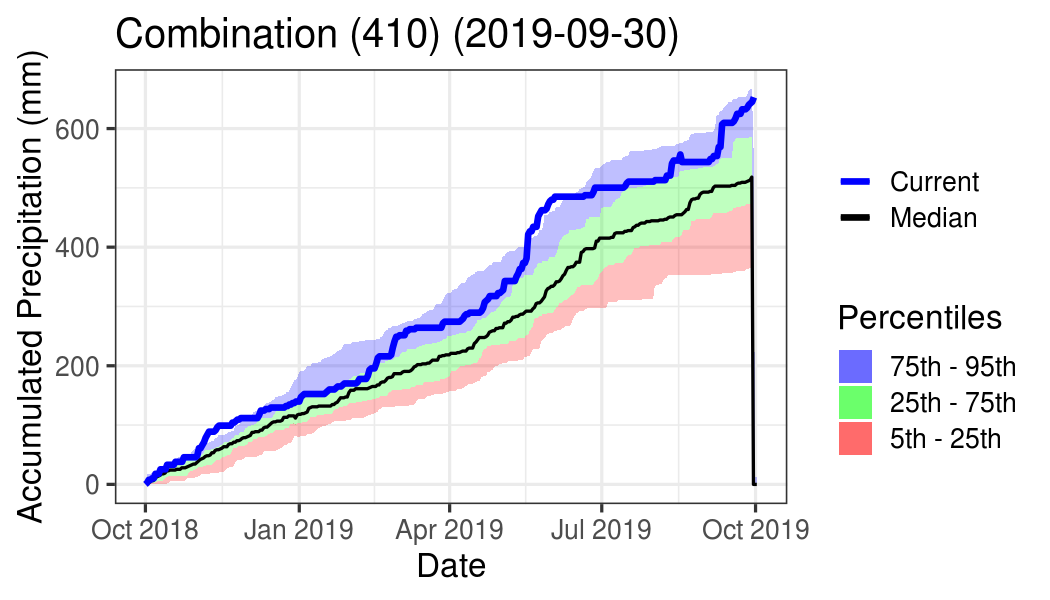 Combination (410) (2019-09-30)
Accumulated Precipitation (mm)
600
400
200
0
Oct 2018
Jan 2019
Apr 2019
Jul 2019
Oct 2019
Date
Current
Median
Percentiles
75th - 95th
25th - 75th
5th - 25th